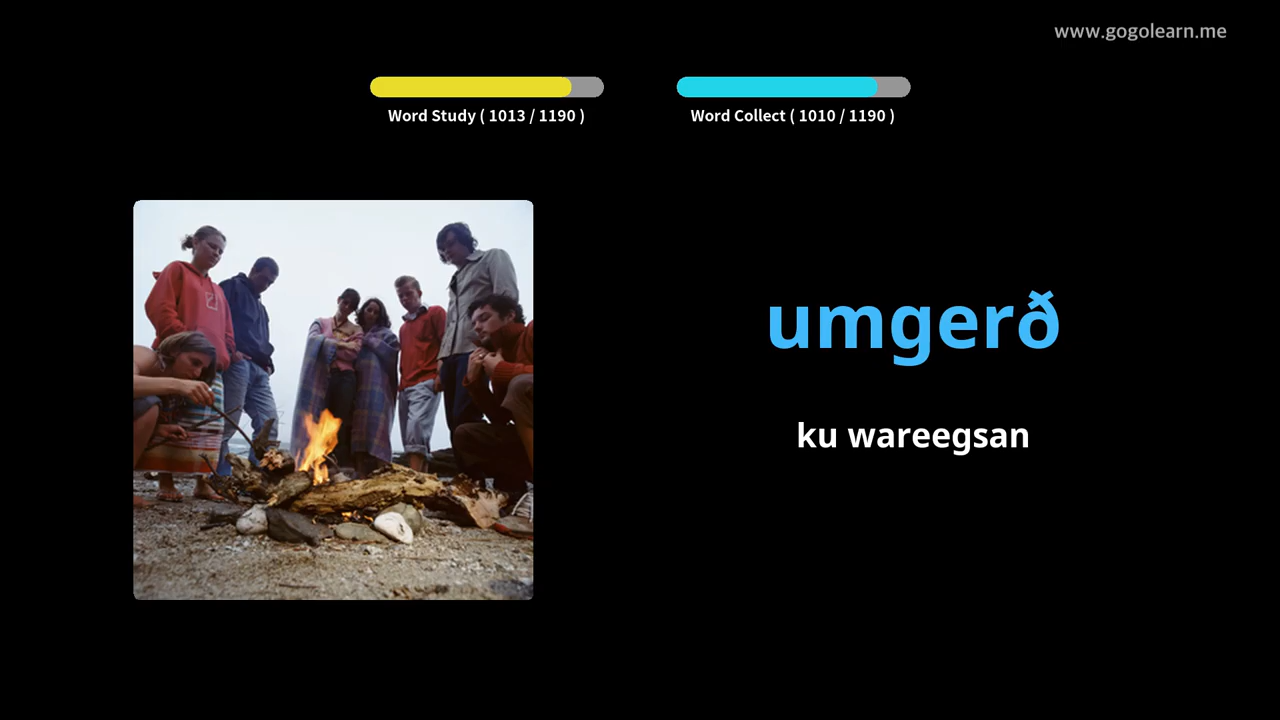 www.gogolearn.me
Word Study ( 1013 / 1190 )
Word Collect ( 1010 / 1190 )
umgerð
ku wareegsan